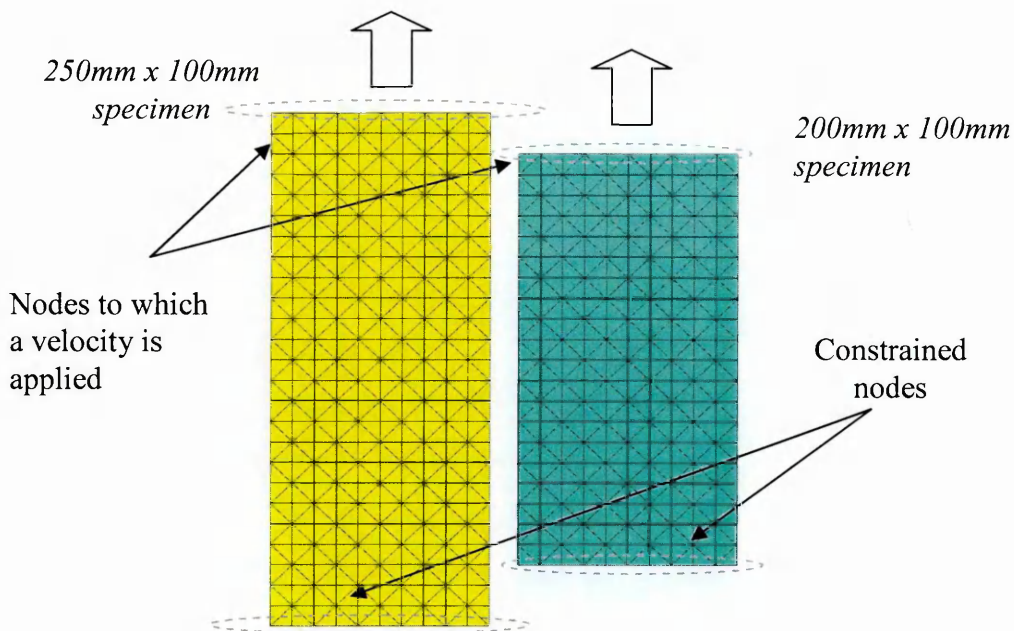 250mm x 100mm
specimen
200mm x 100mm
specimen
Nodes to which
a velocity is
applied
Constrained
nodes